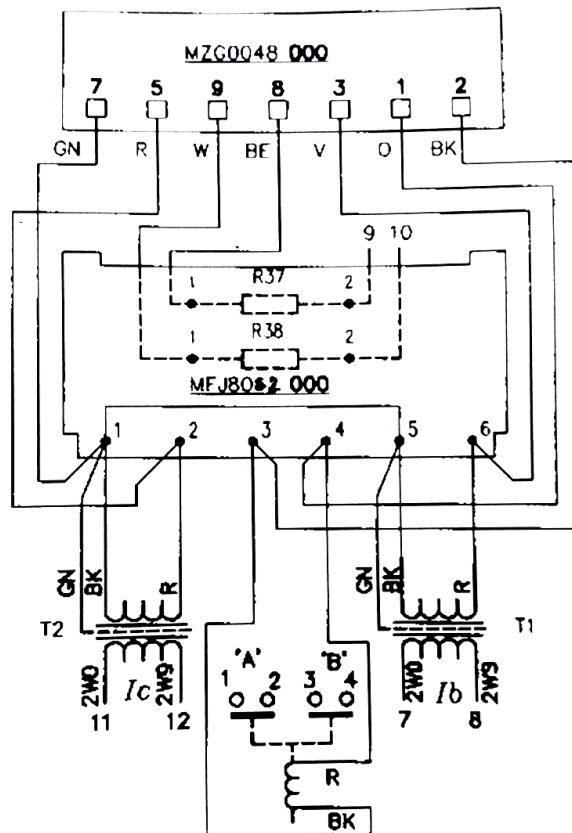 MZG0048 000
7 5 9 8 3 1 2
GN R W BE V O BK
9 10
R37
1 2
R38
1 2
MFJ8052 000
1 2 3 4 5 6
GN BK R GN BK R
T2 T1
"A" "B"
1 2 3 4
2W0 Ic 2W9 2W0 Ib 2W9
11 12 7 8
R
BK